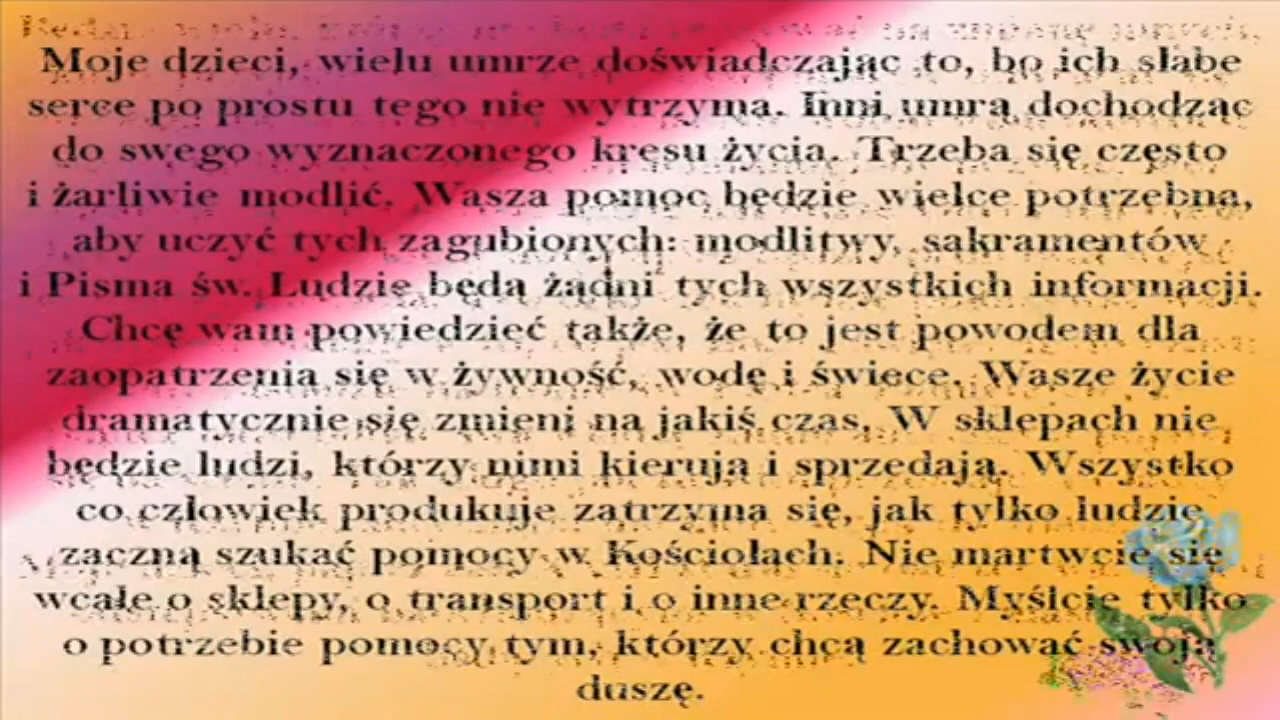 Moje dzieci, wielu umrze doświadczając to, bo ich słabe
serce po prostu tego nie wytrzyma. Inni umrą dochodząc
do swego wyznaczonego kresu życia. Trzeba się często
i żarliwie modlić. Wasza pomoc będzie wielce potrzebna,
aby uczyć tych zagubionych: modlitwy, sakramentów
i Pisma św. Ludzie będą żądni tych wszystkich informacji.
Chcę wam powiedzieć także, że to jest powodem dla
zaopatrzenia się w żywność, wodę i świece. Wasze życie
dramatycznie się zmieni na jakiś czas. W sklepach nie
będzie ludzi, którzy nimi kierują i sprzedają. Wszystko
co człowiek produkuje zatrzyma się, jak tylko ludzie
zaczną szukać pomocy w Kościołach. Nie martwcie się
wcale o sklepy, o transport i o inne rzeczy. Myślcie tylko
o potrzebie pomocy tym, którzy chcą zachować swoją
duszę.